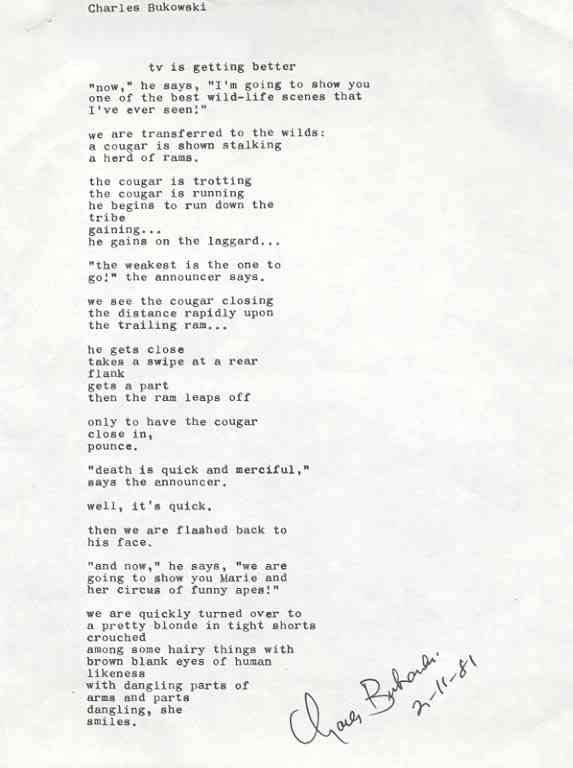 Charles Bukowski
tv is getting better
"now," he says, "I'm going to show you
one of the best wild-life scenes that
I've ever seen!"
we are transferred to the wilds:
a cougar is shown stalking
a herd of rams.
the cougar is trotting
the cougar is running
he begins to run down the
tribe
gaining...
he gains on the laggard...
"the weakest is the one to
go!" the announcer says.
we see the cougar closing
the distance rapidly upon
the trailing ram...
he gets close
takes a swipe at a rear
flank
gets a part
then the ram leaps off
only to have the cougar
close in,
pounce.
"death is quick and merciful,"
says the announcer.
well, it's quick.
then we are flashed back to
his face.
"and now," he says, "we are
going to show you Marie and
her circus of funny apes!"
we are quickly turned over to
a pretty blonde in tight shorts
crouched
among some hairy things with
brown blank eyes of human
likeness
with dangling parts of
arms and parts
dangling, she
smiles.
Charles Bukowski
2-11-81